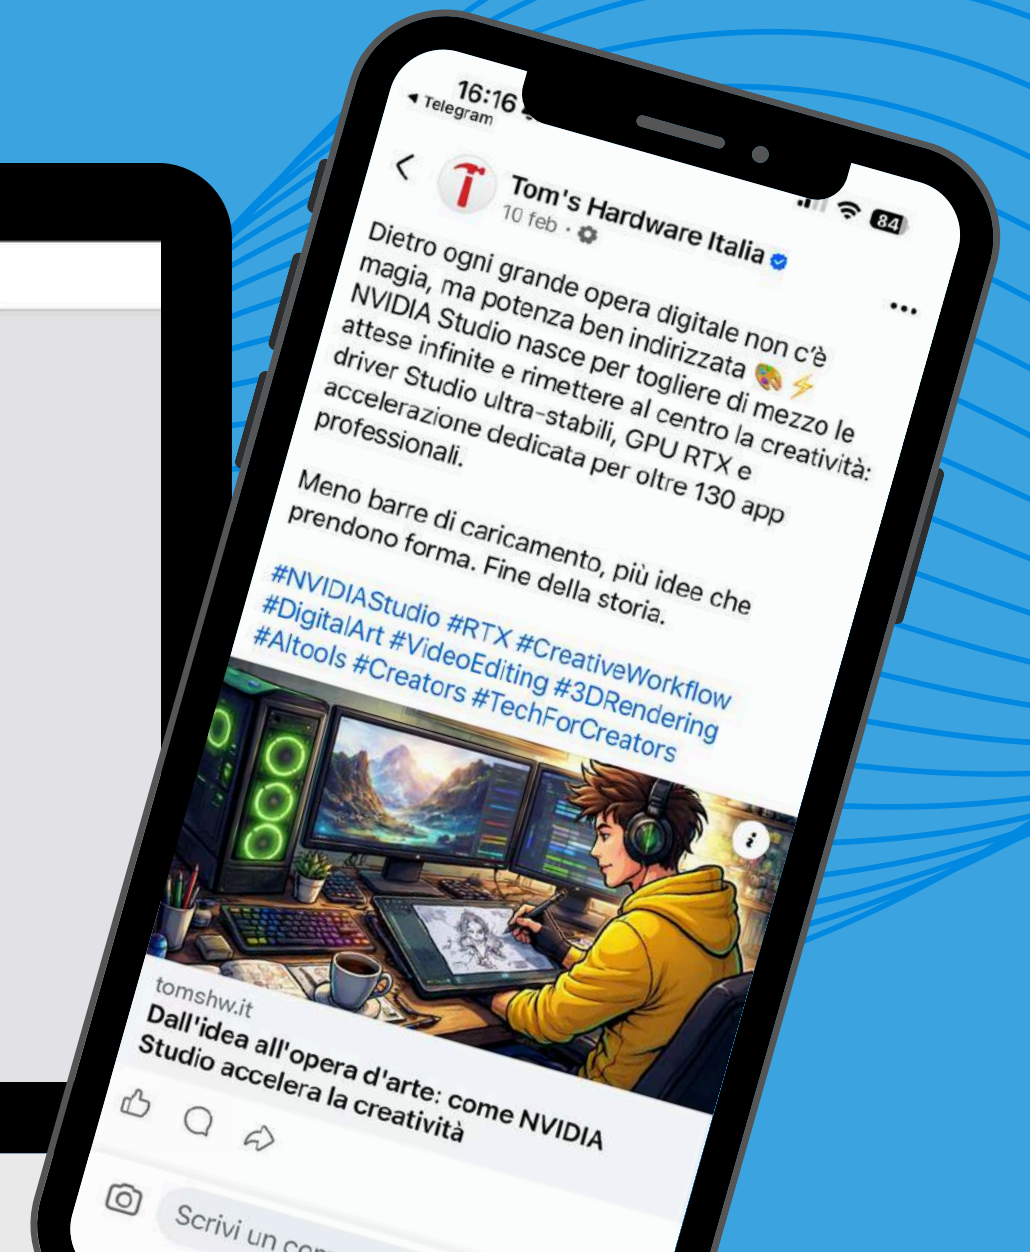 16:16
◀ Telegram
84
Tom's Hardware Italia
10 feb ·
Dietro ogni grande opera digitale non c'è
magia, ma potenza ben indirizzata 🎨⚡
NVIDIA Studio nasce per togliere di mezzo le
attese infinite e rimettere al centro la creatività:
driver Studio ultra-stabili, GPU RTX e
accelerazione dedicata per oltre 130 app
professionali.
Meno barre di caricamento, più idee che
prendono forma. Fine della storia.
#NVIDIAStudio #RTX #CreativeWorkflow
#DigitalArt #VideoEditing #3DRendering
#AItools #Creators #TechForCreators
tomshw.it
Dall'idea all'opera d'arte: come NVIDIA
Studio accelera la creatività
Scrivi un